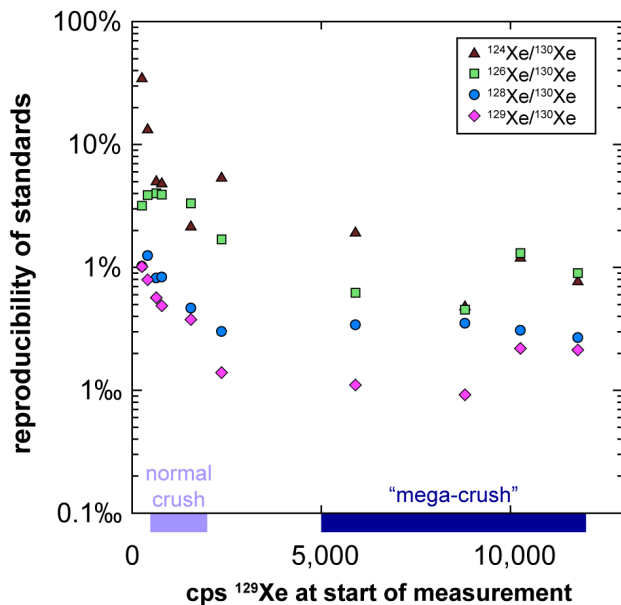 100%
10%
1%
1‰
0.1‰
reproducibility of standards
¹²⁴Xe/¹³⁰Xe
¹²⁶Xe/¹³⁰Xe
¹²⁸Xe/¹³⁰Xe
¹²⁹Xe/¹³⁰Xe
normal
crush
“mega-crush”
0
5,000
10,000
cps ¹²⁹Xe at start of measurement